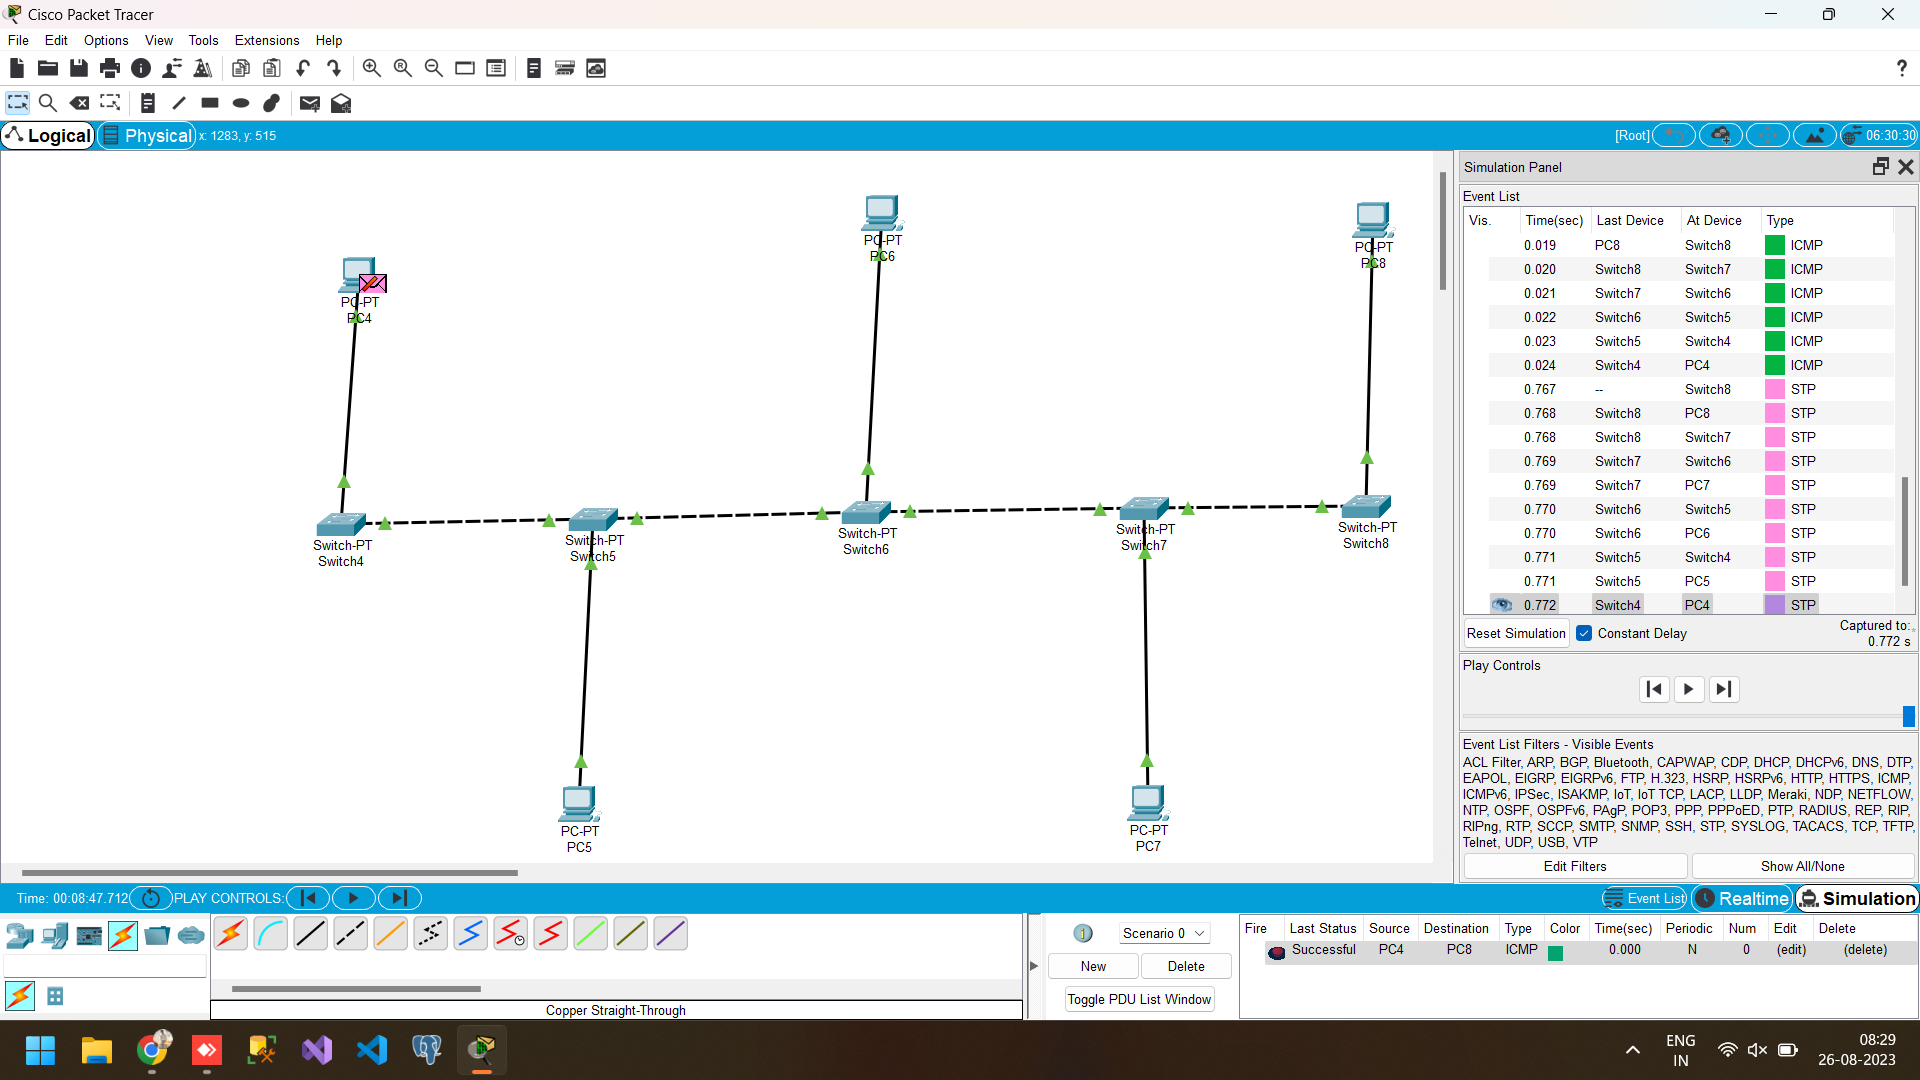 Cisco Packet Tracer
File Edit Options View Tools Extensions Help
?
Logical Physical x: 1283, y: 515 [Root] 06:30:30
PC-PT
PC4
PC-PT
PC6
PC-PT
PC8
Switch-PT
Switch4
Switch-PT
Switch5
Switch-PT
Switch6
Switch-PT
Switch7
Switch-PT
Switch8
PC-PT
PC5
PC-PT
PC7
Simulation Panel
Event List
Vis. Time(sec) Last Device At Device Type
0.019 PC8 Switch8 ICMP
0.020 Switch8 Switch7 ICMP
0.021 Switch7 Switch6 ICMP
0.022 Switch6 Switch5 ICMP
0.023 Switch5 Switch4 ICMP
0.024 Switch4 PC4 ICMP
0.767 -- Switch8 STP
0.768 Switch8 PC8 STP
0.768 Switch8 Switch7 STP
0.769 Switch7 Switch6 STP
0.769 Switch7 PC7 STP
0.770 Switch6 Switch5 STP
0.770 Switch6 PC6 STP
0.771 Switch5 Switch4 STP
0.771 Switch5 PC5 STP
0.772 Switch4 PC4 STP
Reset Simulation Constant Delay Captured to:
0.772 s
Play Controls
Event List Filters - Visible Events
ACL Filter, ARP, BGP, Bluetooth, CAPWAP, CDP, DHCP, DHCPv6, DNS, DTP,
EAPOL, EIGRP, EIGRPv6, FTP, H.323, HSRP, HSRPv6, HTTP, HTTPS, ICMP,
ICMPv6, IPSec, ISAKMP, IoT, IoT TCP, LACP, LLDP, Meraki, NDP, NETFLOW,
NTP, OSPF, OSPFv6, PAgP, POP3, PPP, PPPoED, PTP, RADIUS, REP, RIP,
RIPng, RTP, SCCP, SMTP, SNMP, SSH, STP, SYSLOG, TACACS, TCP, TFTP,
Telnet, UDP, USB, VTP
Edit Filters Show All/None
Time: 00:08:47.712 PLAY CONTROLS: Event List Realtime Simulation
Copper Straight-Through
1 Scenario 0
New Delete
Toggle PDU List Window
Fire Last Status Source Destination Type Color Time(sec) Periodic Num Edit Delete
Successful PC4 PC8 ICMP 0.000 N 0 (edit) (delete)
ENG
IN
08:29
26-08-2023